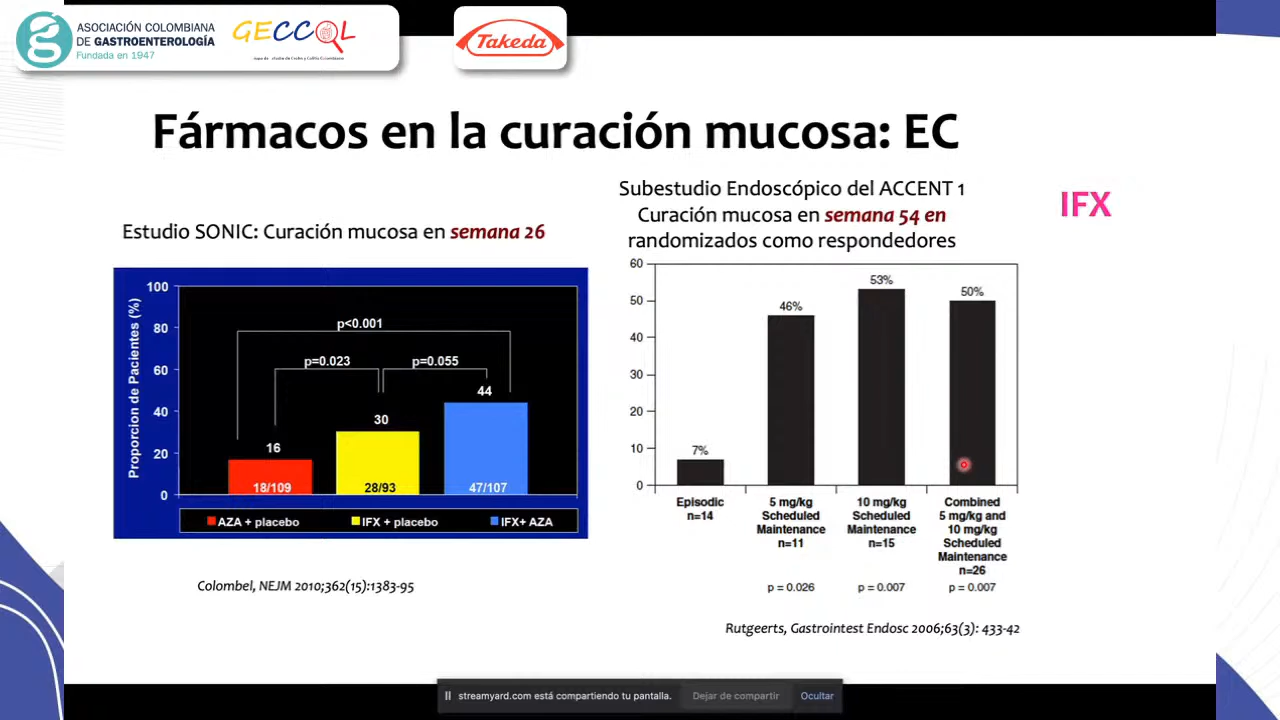 ASOCIACIÓN COLOMBIANA
DE GASTROENTEROLOGÍA
Fundada en 1947
GECCOL
Takeda
Fármacos en la curación mucosa: EC
Estudio SONIC: Curación mucosa en semana 26
Proporcion de Pacientes (%)
100
80
60
40
20
0
p<0.001
p=0.023
p=0.055
16
30
44
18/109
28/93
47/107
AZA + placebo
IFX + placebo
IFX+ AZA
Colombel, NEJM 2010;362(15):1383-95
Subestudio Endoscópico del ACCENT 1
Curación mucosa en semana 54 en
randomizados como respondedores
60
50
40
30
20
10
0
7%
46%
53%
50%
Episodic
n=14
5 mg/kg
Scheduled
Maintenance
n=11
10 mg/kg
Scheduled
Maintenance
n=15
Combined
5 mg/kg and
10 mg/kg
Scheduled
Maintenance
n=26
p = 0.026
p = 0.007
p = 0.007
Rutgeerts, Gastrointest Endosc 2006;63(3): 433-42
IFX
streamyard.com está compartiendo tu pantalla.
Dejar de compartir
Ocultar